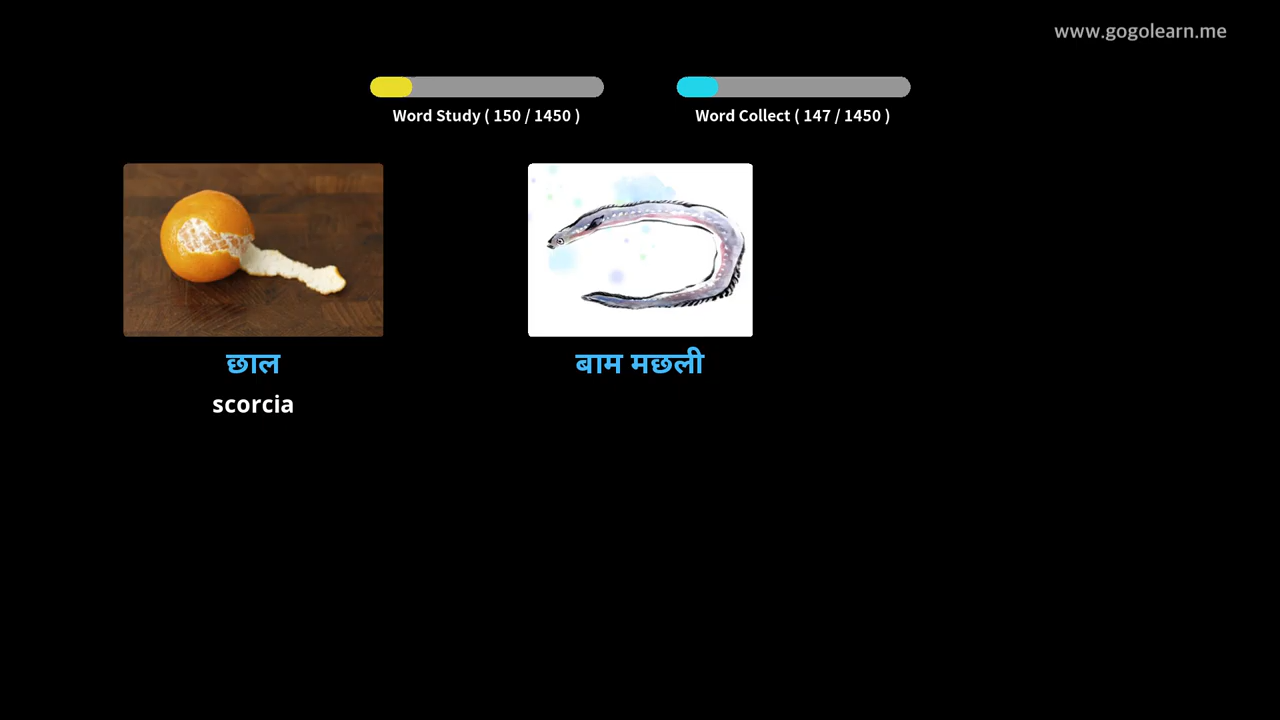 www.gogolearn.me
Word Study ( 150 / 1450 )
Word Collect ( 147 / 1450 )
छाल
scorcia
बाम मछली